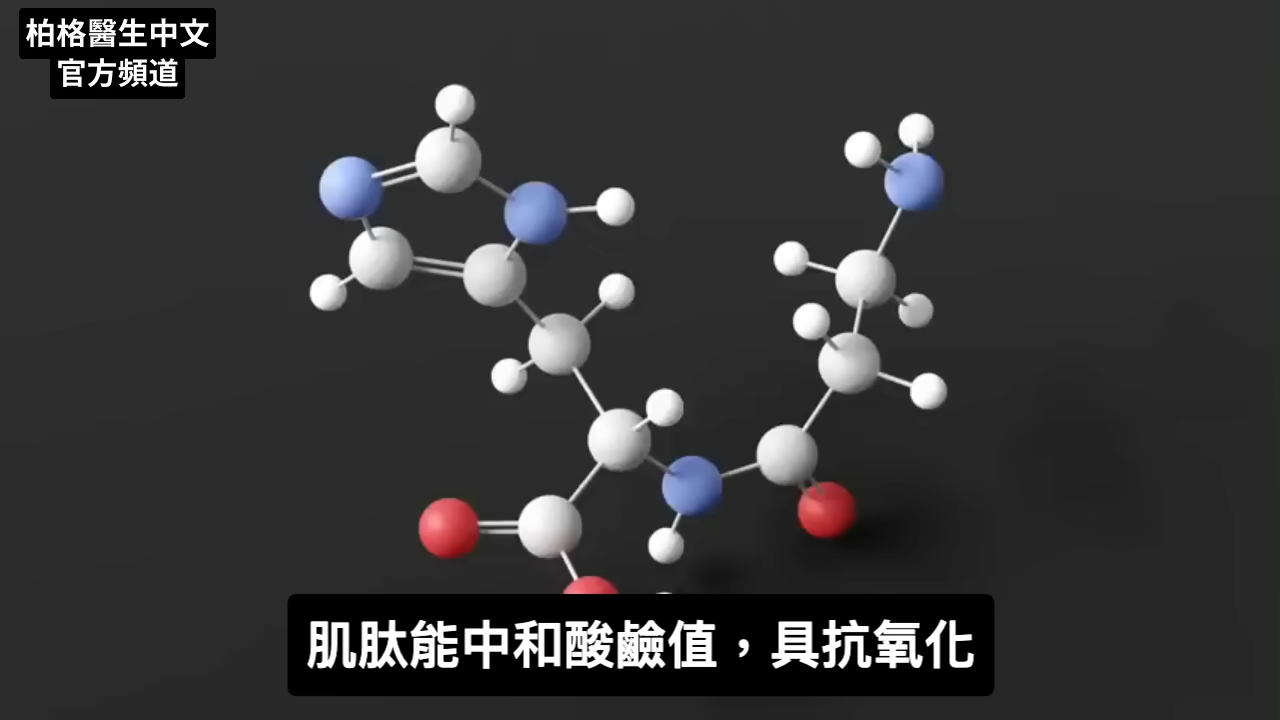 柏格醫生中文
官方頻道
肌肽能中和酸鹼值，具抗氧化